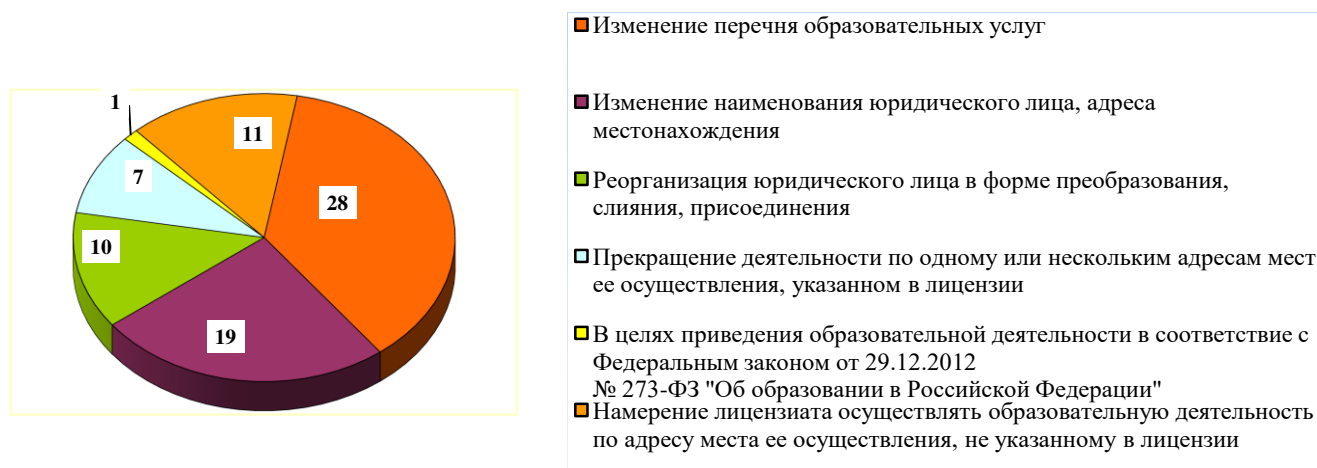 1
11
7
28
10
19
Изменение перечня образовательных услуг
Изменение наименования юридического лица, адреса
местонахождения
Реорганизация юридического лица в форме преобразования,
слияния, присоединения
Прекращение деятельности по одному или нескольким адресам мест
ее осуществления, указанном в лицензии
В целях приведения образовательной деятельности в соответствие с
Федеральным законом от 29.12.2012
№ 273-ФЗ "Об образовании в Российской Федерации"
Намерение лицензиата осуществлять образовательную деятельность
по адресу места ее осуществления, не указанному в лицензии